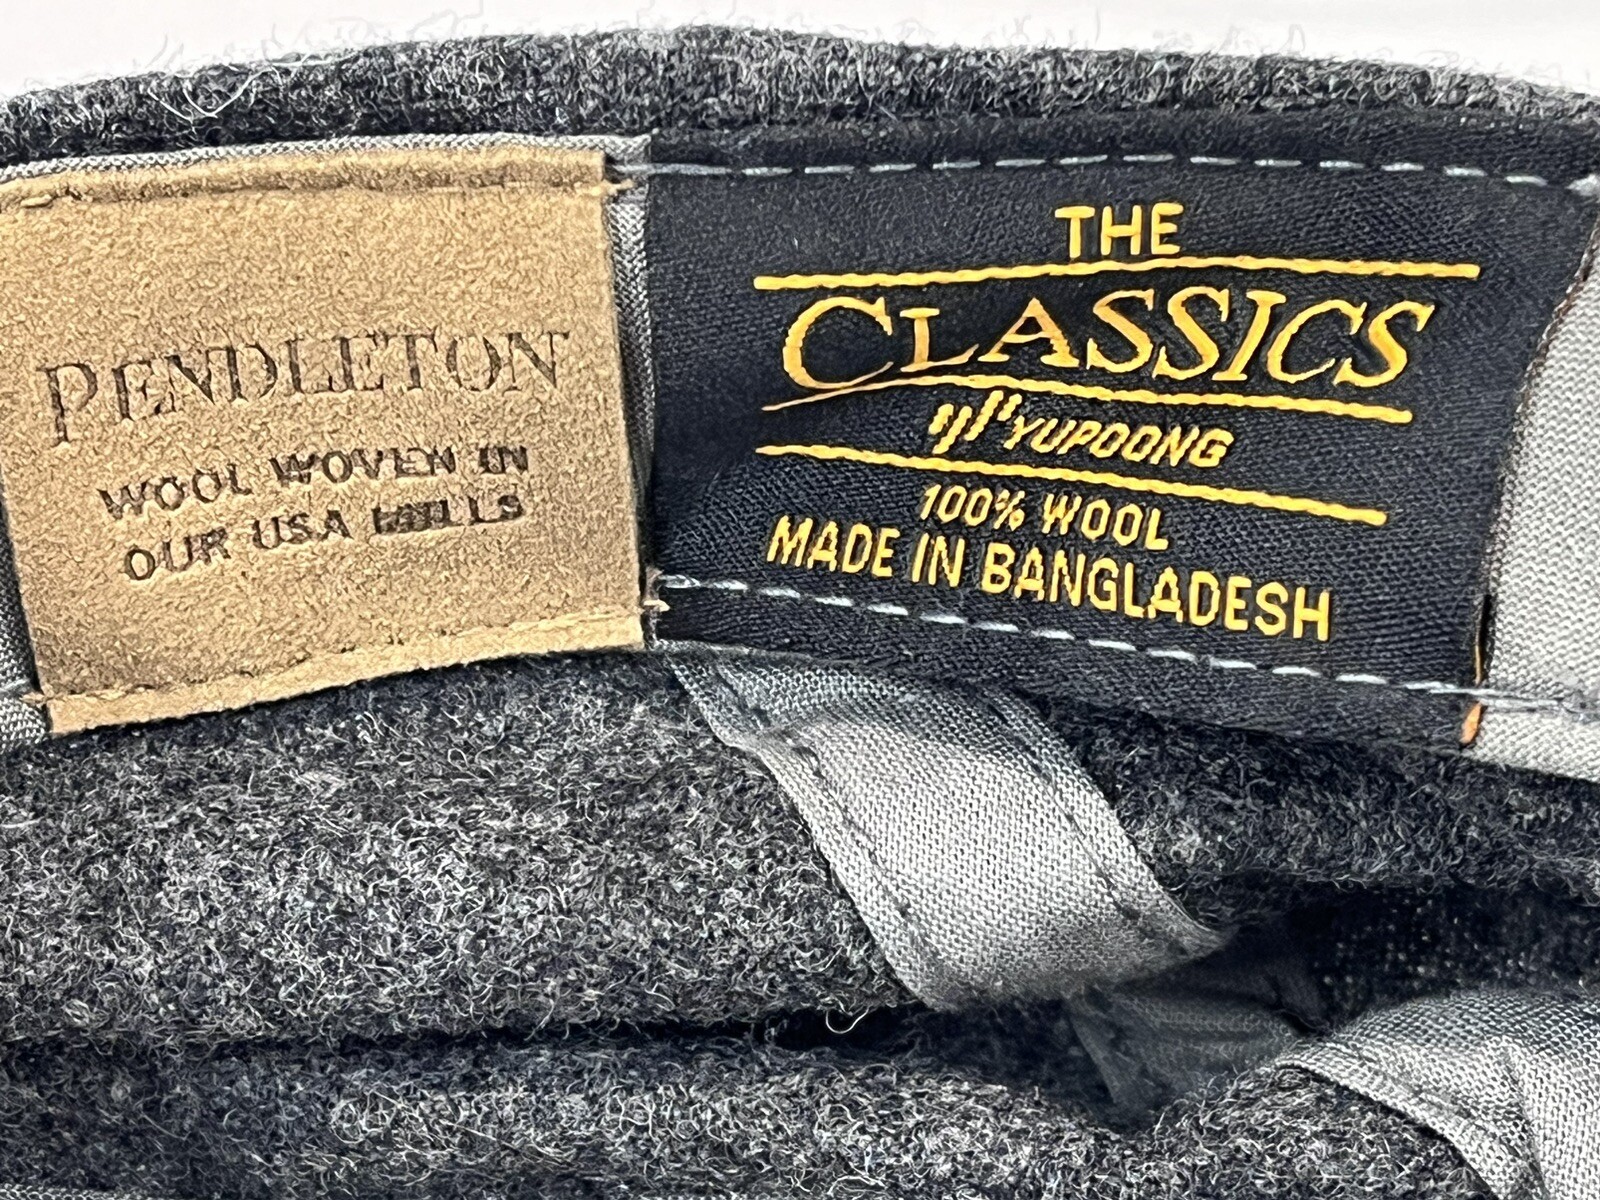 PENDLETON
WOOL WOVEN IN
OUR USA MILLS
THE
CLASSICS
YUPOONG
100% WOOL
MADE IN BANGLADESH